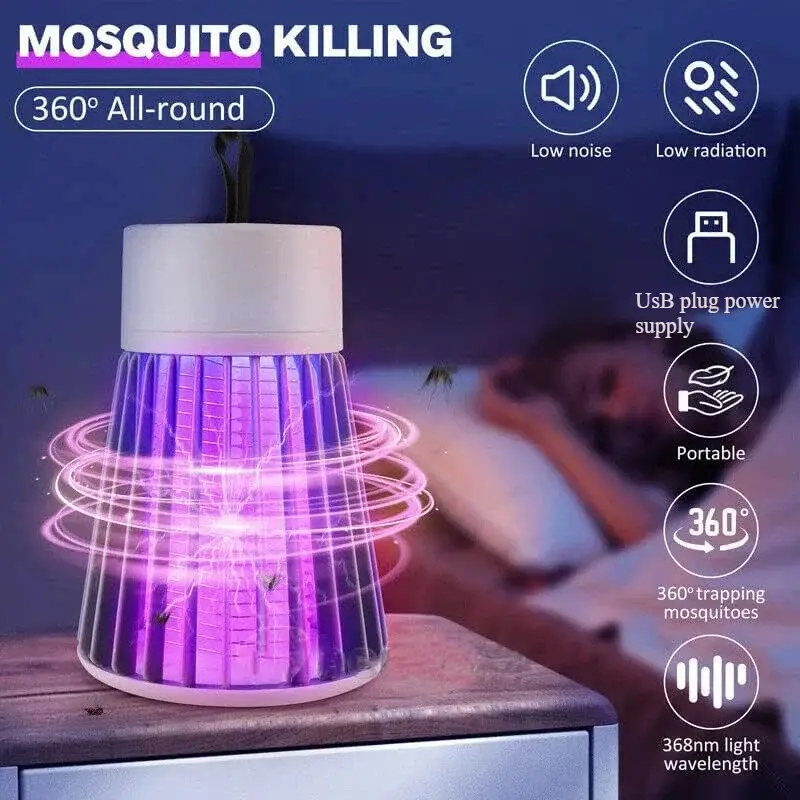 MOSQUITO KILLING
360° All-round
Low noise
Low radiation
UsB plug power
supply
Portable
360°
360° trapping
mosquitoes
368nm light
wavelength